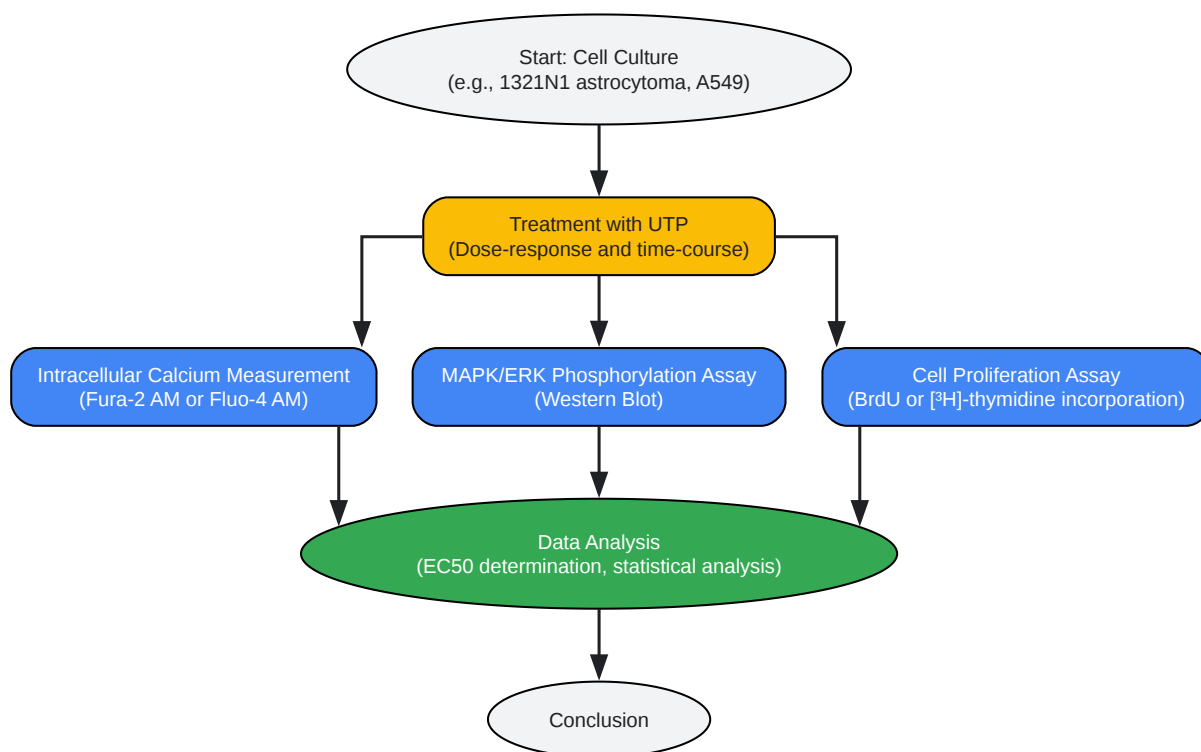 Start: Cell Culture
(e.g., 1321N1 astrocytoma, A549)
Treatment with UTP
(Dose-response and time-course)
Intracellular Calcium Measurement
(Fura-2 AM or Fluo-4 AM)
MAPK/ERK Phosphorylation Assay
(Western Blot)
Cell Proliferation Assay
(BrdU or [³H]-thymidine incorporation)
Data Analysis
(EC50 determination, statistical analysis)
Conclusion